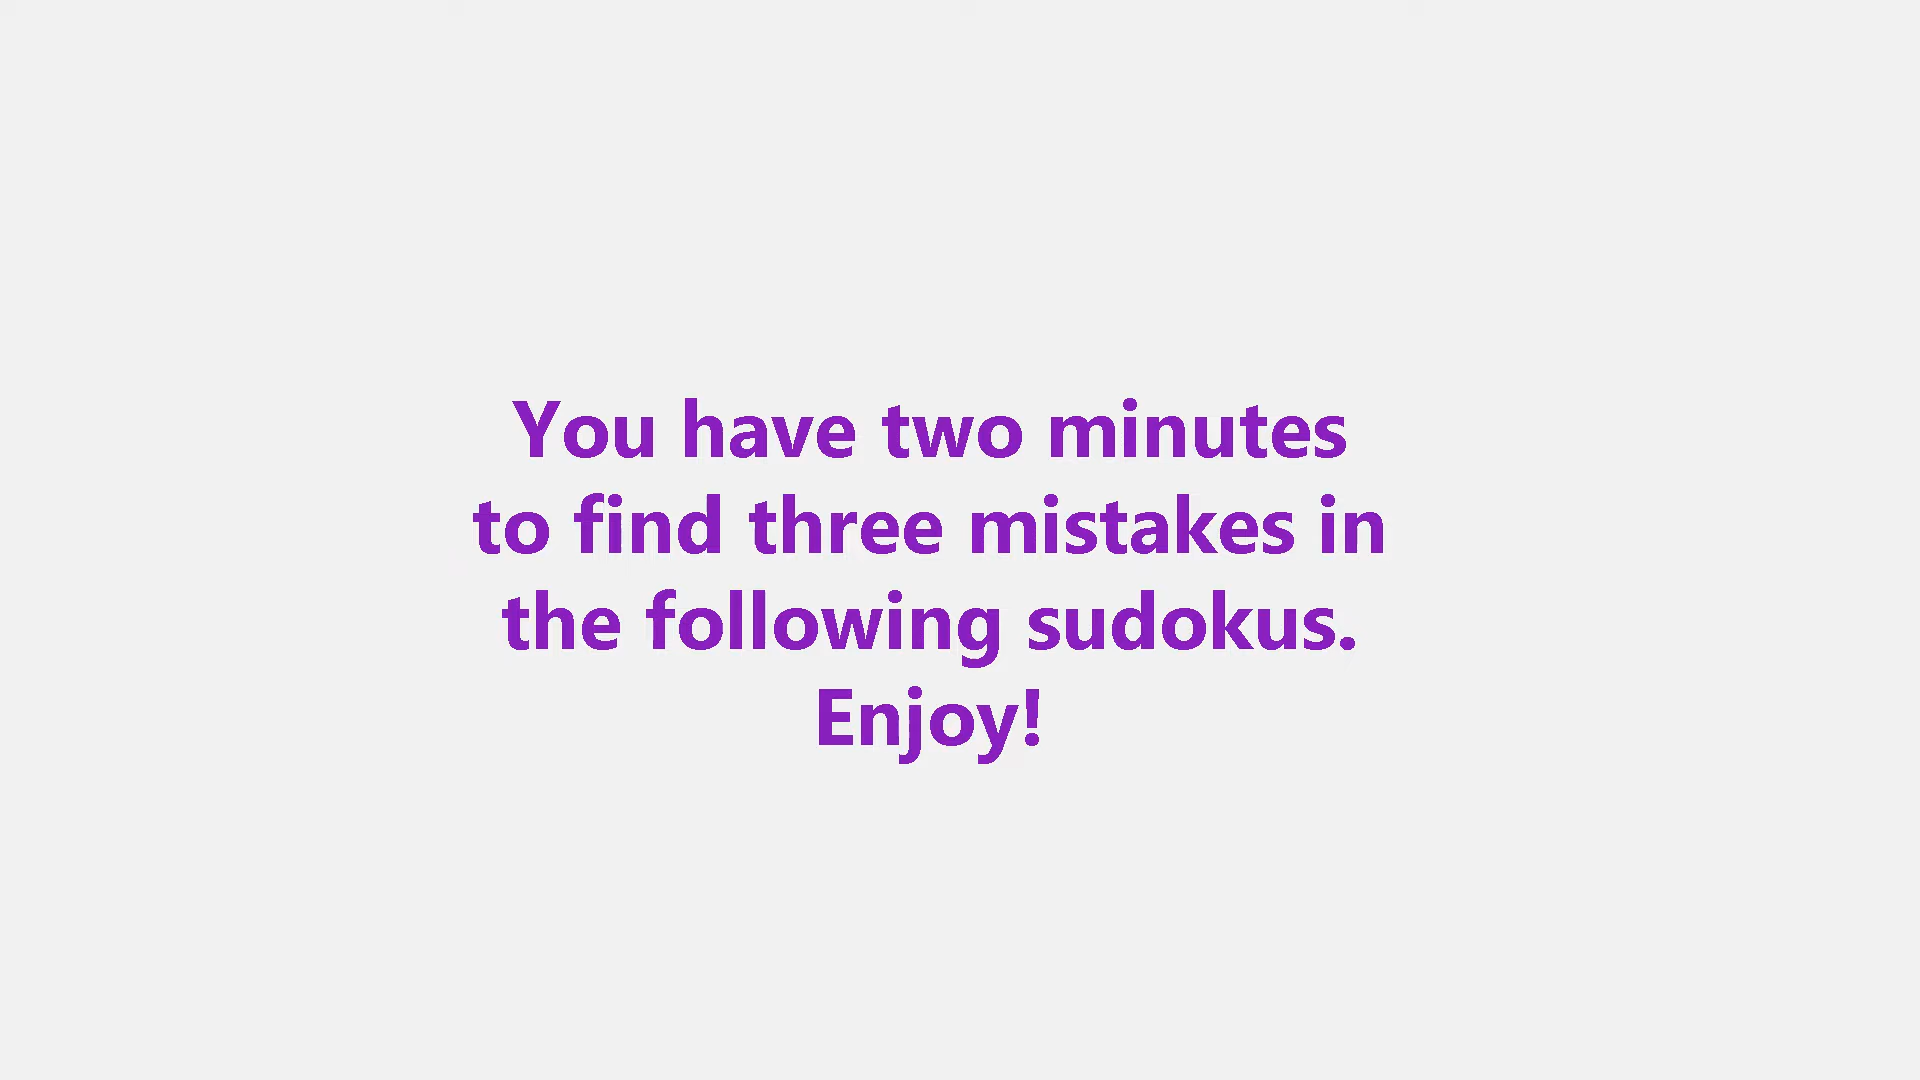 You have two minutes
to find three mistakes in
the following sudokus.
Enjoy!